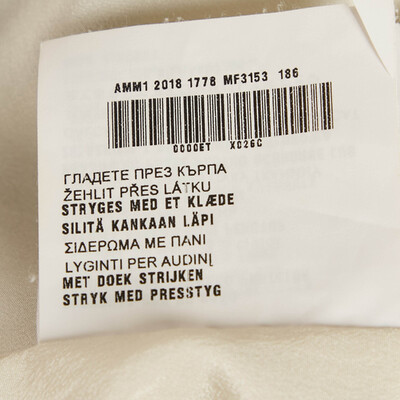 AMM1 2018 1778 MF3153 186
0000ET X026C
ГЛАДЕТЕ ПРЕЗ КЪРПА
ŽEHLIT PŘES LÁTKU
STRYGES MED ET KLÆDE
SILITÄ KANKAAN LÄPI
ΣΙΔΕΡΩΜΑ ΜΕ ΠΑΝΙ
LYGINTI PER AUDINĮ
MET DOEK STRIJKEN
STRYK MED PRESSTYG